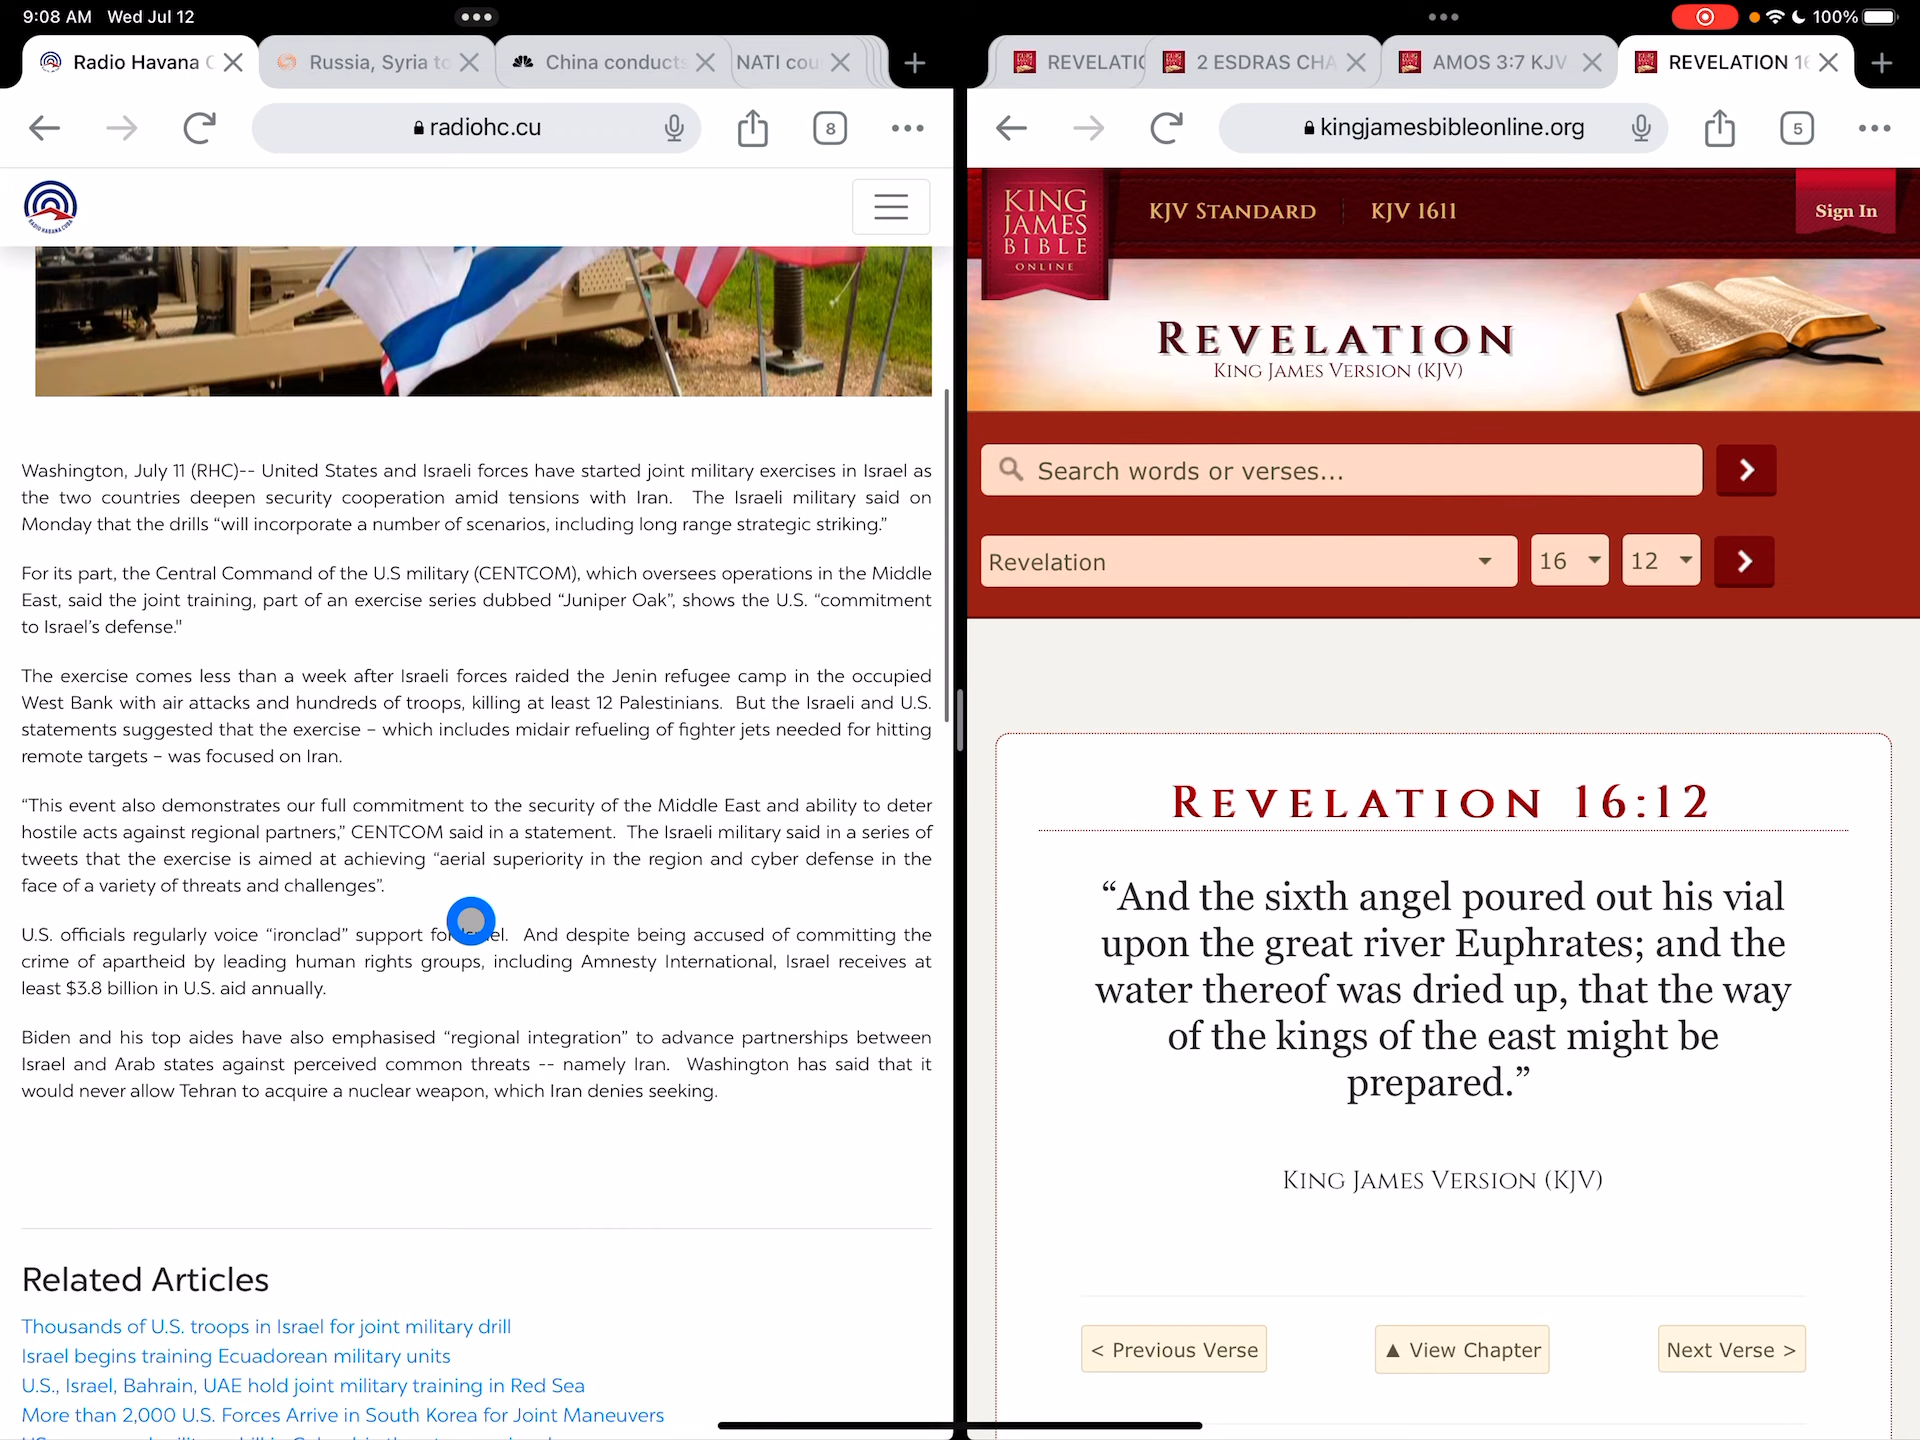 9:08 AM Wed Jul 12
100%
Radio Havana C
Russia, Syria to
China conducts
NATI cou
radiohc.cu
8
RADIO HABANA CUBA
Washington, July 11 (RHC)-- United States and Israeli forces have started joint military exercises in Israel as
the two countries deepen security cooperation amid tensions with Iran. The Israeli military said on
Monday that the drills “will incorporate a number of scenarios, including long range strategic striking.”
For its part, the Central Command of the U.S military (CENTCOM), which oversees operations in the Middle
East, said the joint training, part of an exercise series dubbed “Juniper Oak”, shows the U.S. “commitment
to Israel’s defense."
The exercise comes less than a week after Israeli forces raided the Jenin refugee camp in the occupied
West Bank with air attacks and hundreds of troops, killing at least 12 Palestinians. But the Israeli and U.S.
statements suggested that the exercise – which includes midair refueling of fighter jets needed for hitting
remote targets – was focused on Iran.
“This event also demonstrates our full commitment to the security of the Middle East and ability to deter
hostile acts against regional partners,” CENTCOM said in a statement. The Israeli military said in a series of
tweets that the exercise is aimed at achieving “aerial superiority in the region and cyber defense in the
face of a variety of threats and challenges”.
U.S. officials regularly voice “ironclad” support for Israel. And despite being accused of committing the
crime of apartheid by leading human rights groups, including Amnesty International, Israel receives at
least $3.8 billion in U.S. aid annually.
Biden and his top aides have also emphasised “regional integration” to advance partnerships between
Israel and Arab states against perceived common threats -- namely Iran. Washington has said that it
would never allow Tehran to acquire a nuclear weapon, which Iran denies seeking.
Related Articles
Thousands of U.S. troops in Israel for joint military drill
Israel begins training Ecuadorean military units
U.S., Israel, Bahrain, UAE hold joint military training in Red Sea
More than 2,000 U.S. Forces Arrive in South Korea for Joint Maneuvers
REVELATIO
2 ESDRAS CHA
AMOS 3:7 KJV
REVELATION 16
kingjamesbibleonline.org
5
KING
JAMES
BIBLE
ONLINE
KJV STANDARD
KJV 1611
Sign In
REVELATION
KING JAMES VERSION (KJV)
Search words or verses...
Revelation
16
12
REVELATION 16:12
“And the sixth angel poured out his vial
upon the great river Euphrates; and the
water thereof was dried up, that the way
of the kings of the east might be
prepared.”
KING JAMES VERSION (KJV)
< Previous Verse
▲ View Chapter
Next Verse >